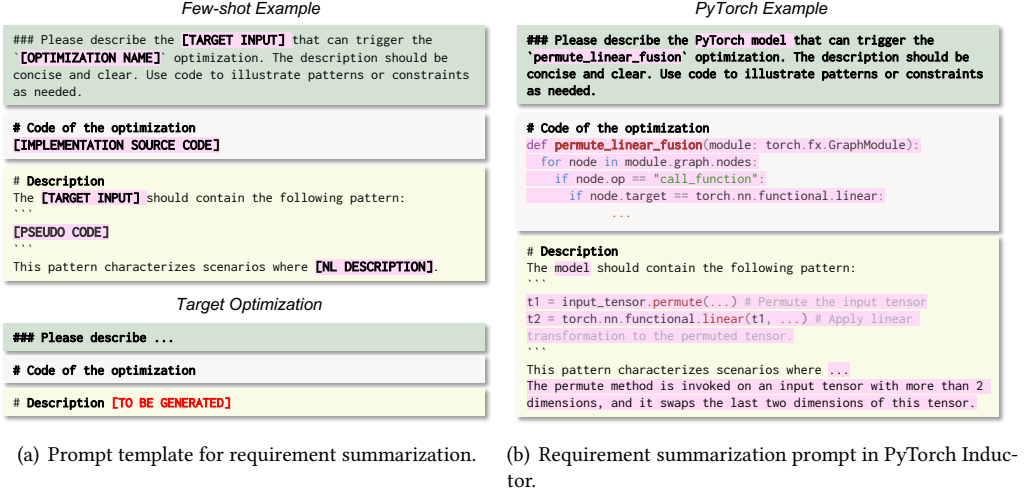 Few-shot Example
### Please describe the [TARGET INPUT] that can trigger the
`[OPTIMIZATION NAME]` optimization. The description should be
concise and clear. Use code to illustrate patterns or constraints
as needed.
# Code of the optimization
[IMPLEMENTATION SOURCE CODE]
# Description
The [TARGET INPUT] should contain the following pattern:
```
[PSEUDO CODE]
```
This pattern characterizes scenarios where [NL DESCRIPTION].
Target Optimization
### Please describe ...
# Code of the optimization
# Description [TO BE GENERATED]
(a) Prompt template for requirement summarization.
PyTorch Example
### Please describe the PyTorch model that can trigger the
`permute_linear_fusion` optimization. The description should be
concise and clear. Use code to illustrate patterns or constraints
as needed.
# Code of the optimization
def permute_linear_fusion(module: torch.fx.GraphModule):
for node in module.graph.nodes:
if node.op == "call_function":
if node.target == torch.nn.functional.linear:
...
# Description
The model should contain the following pattern:
```
t1 = input_tensor.permute(...) # Permute the input tensor
t2 = torch.nn.functional.linear(t1, ...) # Apply linear
transformation to the permuted tensor.
```
This pattern characterizes scenarios where ...
The permute method is invoked on an input tensor with more than 2
dimensions, and it swaps the last two dimensions of this tensor.
(b) Requirement summarization prompt in PyTorch Induc-
tor.